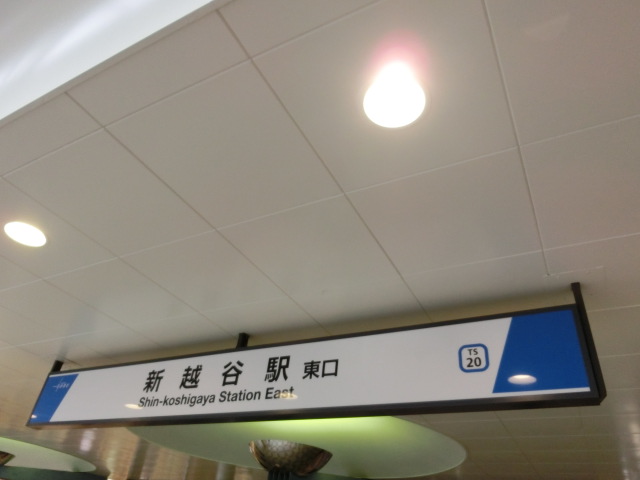 新越谷駅 東口
Shin-koshigaya Station East
TS
20